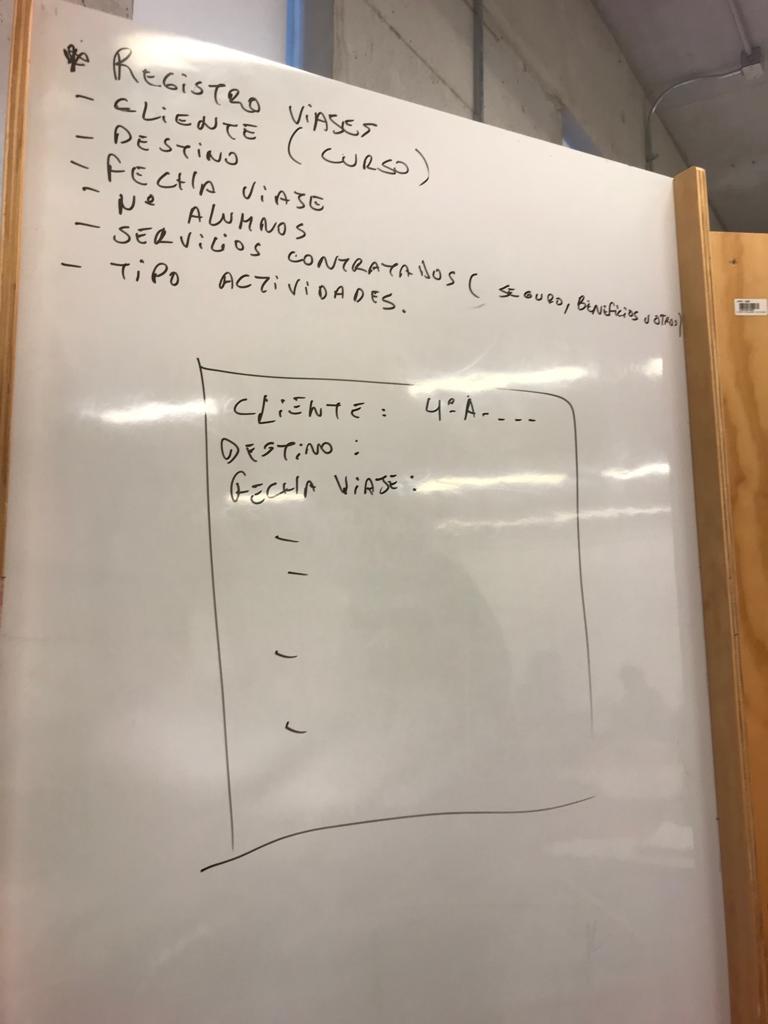 * REGISTRO VIAJES
- CLIENTE (CURSO)
- DESTINO
- FECHA VIAJE
- Nº ALUMNOS
- SERVICIOS CONTRATADOS (SEGURO, BENEFICIOS U OTROS)
- TIPO ACTIVIDADES.
CLIENTE: 4º A----
DESTINO:
FECHA VIAJE:
-
-
-
-